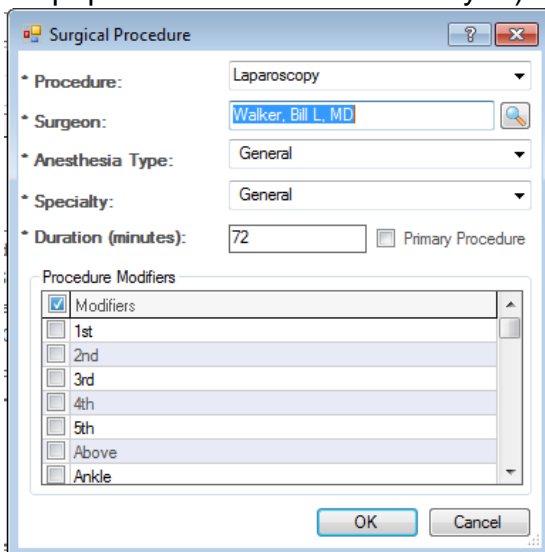 Surgical Procedure
* Procedure: Laparoscopy
* Surgeon: Walker, Bill L, MD
* Anesthesia Type: General
* Specialty: General
* Duration (minutes): 72 Primary Procedure
Procedure Modifiers
Modifiers
1st
2nd
3rd
4th
5th
Above
Ankle
OK Cancel